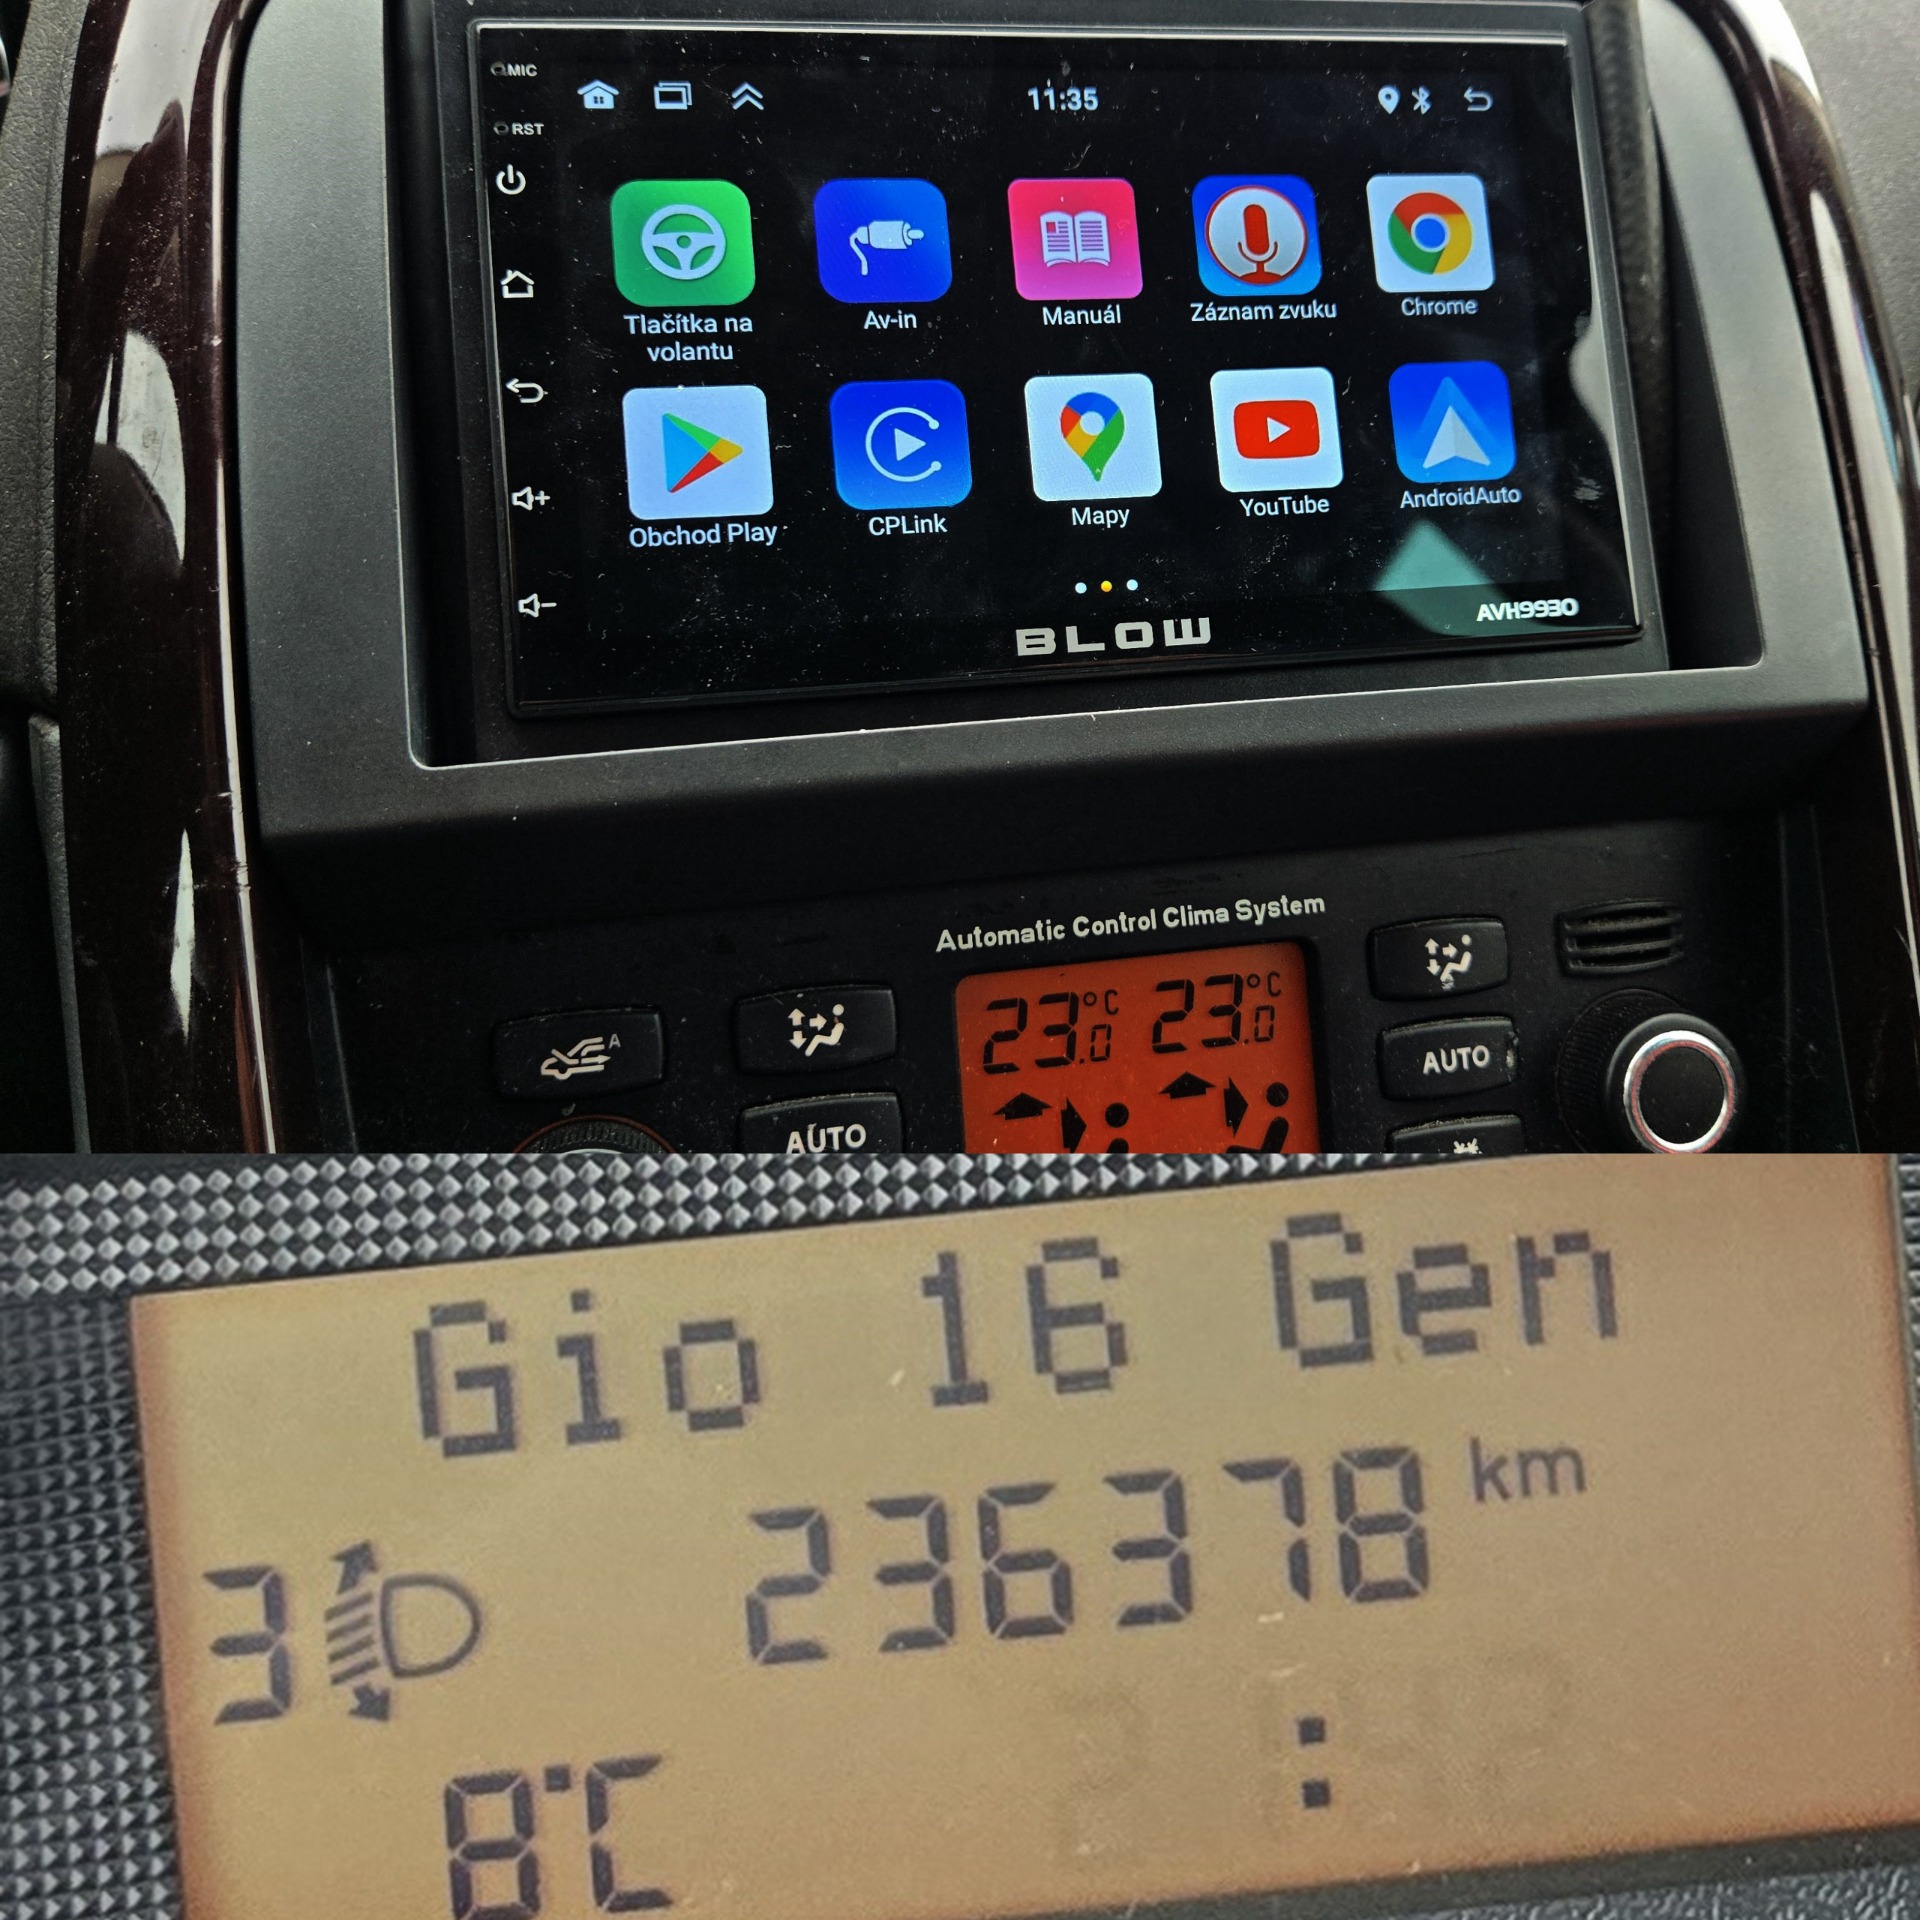 MIC
11:35
RST
Tlačítka na
volantu
Av-in
Manuál
Záznam zvuku
Chrome
Obchod Play
CPLink
Mapy
YouTube
AndroidAuto
BLOW
AVH9930
Automatic Control Clima System
23.0°C 23.0°C
A
AUTO
AUTO
Gio 16 Gen
236378 km
3
8°C
: